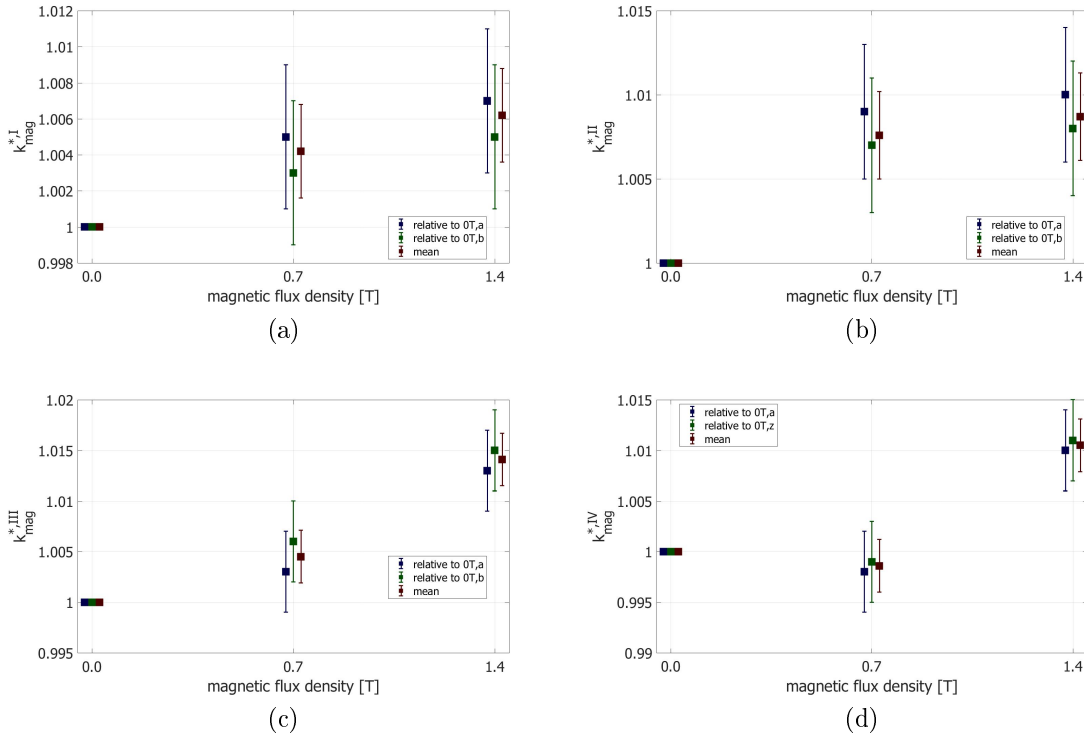 1.012
1.01
1.008
1.006
1.004
1.002
1
0.998
k*,I mag
0.0
0.7
1.4
magnetic flux density [T]
relative to 0T,a
relative to 0T,b
mean
(a)
1.015
1.01
1.005
1
k*,II mag
0.0
0.7
1.4
magnetic flux density [T]
relative to 0T,a
relative to 0T,b
mean
(b)
1.02
1.015
1.01
1.005
1
0.995
k*,III mag
0.0
0.7
1.4
magnetic flux density [T]
relative to 0T,a
relative to 0T,b
mean
(c)
1.015
1.01
1.005
1
0.995
0.99
k*,IV mag
0.0
0.7
1.4
magnetic flux density [T]
relative to 0T,a
relative to 0T,z
mean
(d)